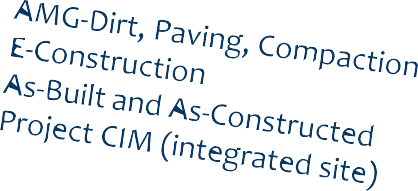 AMG-Dirt, Paving, Compaction
E-Construction
As-Built and As-Constructed
Project CIM (integrated site)